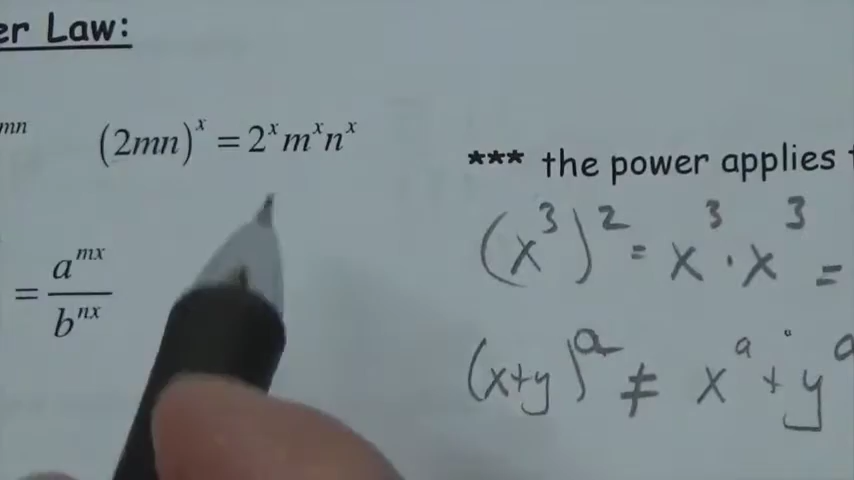 er Law:
mn (2mn)^x = 2^x m^x n^x
*** the power applies
(x^3)^2 = x^3 · x^3 =
= a^{mx} / b^{nx}
(x+y)^a ≠ x^a + y^a